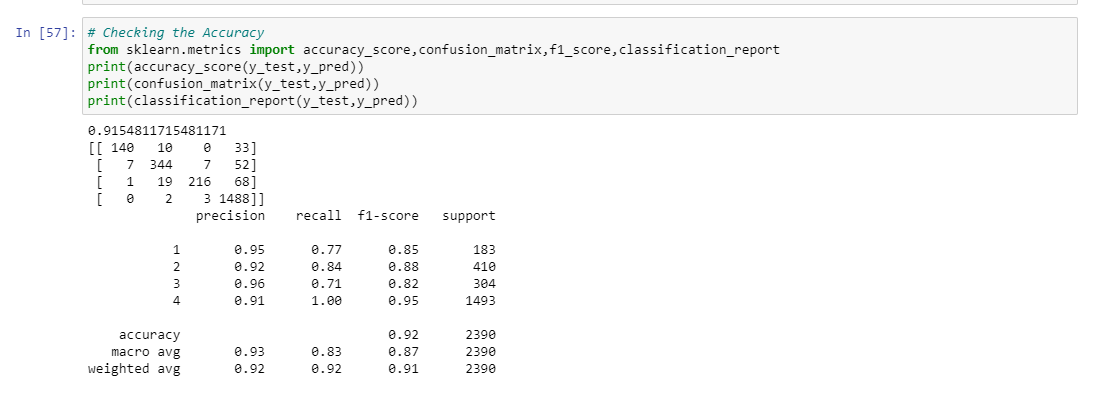 In [57]: # Checking the Accuracy
from sklearn.metrics import accuracy_score,confusion_matrix,f1_score,classification_report
print(accuracy_score(y_test,y_pred))
print(confusion_matrix(y_test,y_pred))
print(classification_report(y_test,y_pred))
0.9154811715481171
[[ 140   10    0   33]
 [   7  344    7   52]
 [   1   19  216   68]
 [   0    2    3 1488]]
              precision    recall  f1-score   support
           1       0.95      0.77      0.85       183
           2       0.92      0.84      0.88       410
           3       0.96      0.71      0.82       304
           4       0.91      1.00      0.95      1493
    accuracy                           0.92      2390
   macro avg       0.93      0.83      0.87      2390
weighted avg       0.92      0.92      0.91      2390